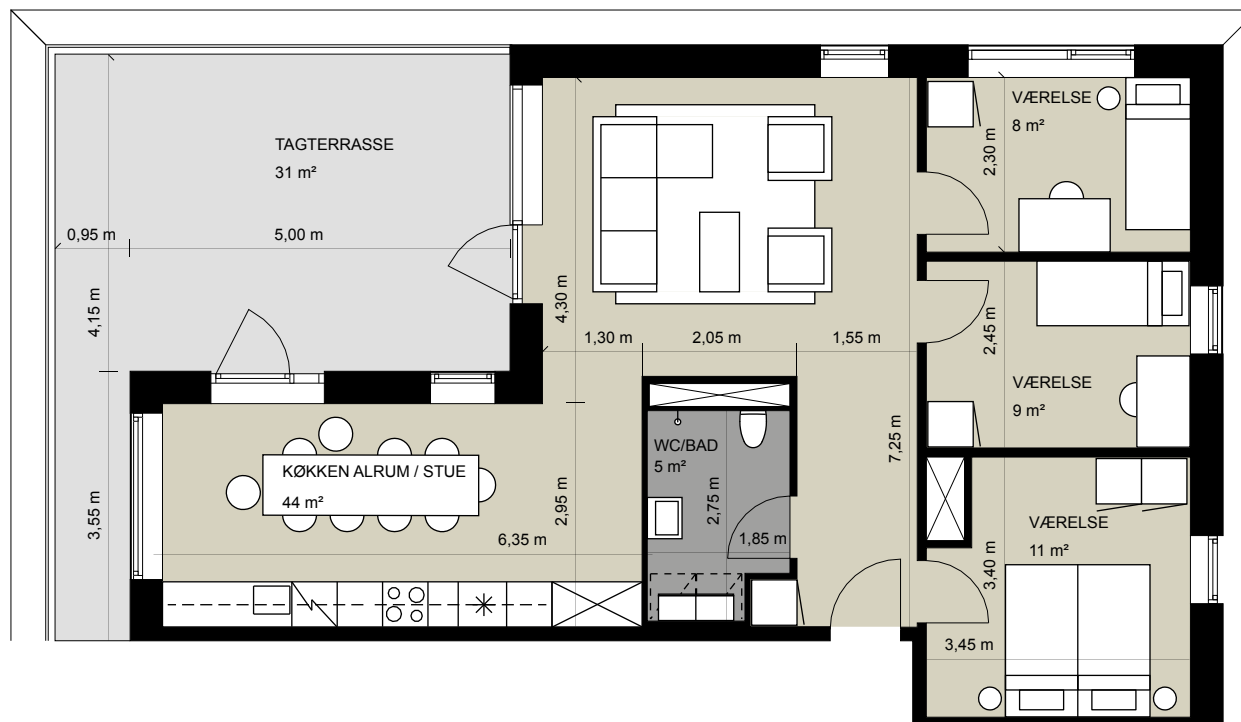 TAGTERRASSE
31 m²
0,95 m
5,00 m
4,15 m
3,55 m
4,30 m
1,30 m
2,05 m
1,55 m
VÆRELSE
8 m²
2,30 m
2,45 m
VÆRELSE
9 m²
KØKKEN ALRUM / STUE
44 m²
2,95 m
6,35 m
WC/BAD
5 m²
2,75 m
1,85 m
7,25 m
VÆRELSE
11 m²
3,40 m
3,45 m